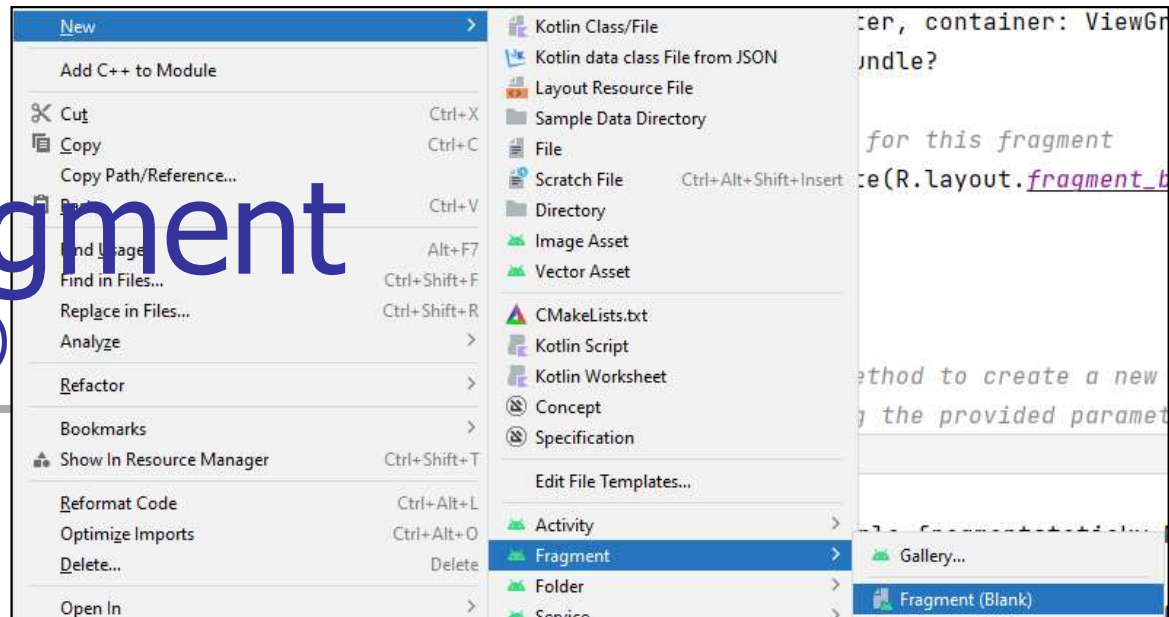 New
Add C++ to Module
Cut Ctrl+X
Copy Ctrl+C
Copy Path/Reference...
Ctrl+V
gment
Alt+F7
Find in Files... Ctrl+Shift+F
Replace in Files... Ctrl+Shift+R
)
Analyze
Refactor
Bookmarks
Show In Resource Manager Ctrl+Shift+T
Reformat Code Ctrl+Alt+L
Optimize Imports Ctrl+Alt+O
Delete... Delete
Open In
Kotlin Class/File
Kotlin data class File from JSON
Layout Resource File
Sample Data Directory
File
Scratch File Ctrl+Alt+Shift+Insert
Directory
Image Asset
Vector Asset
CMakeLists.txt
Kotlin Script
Kotlin Worksheet
Concept
Specification
Edit File Templates...
Activity
Fragment
Folder
Service
Gallery...
Fragment (Blank)
ter, container: ViewGr
undle?
for this fragment
te(R.layout.fragment_b
ethod to create a new
g the provided paramet